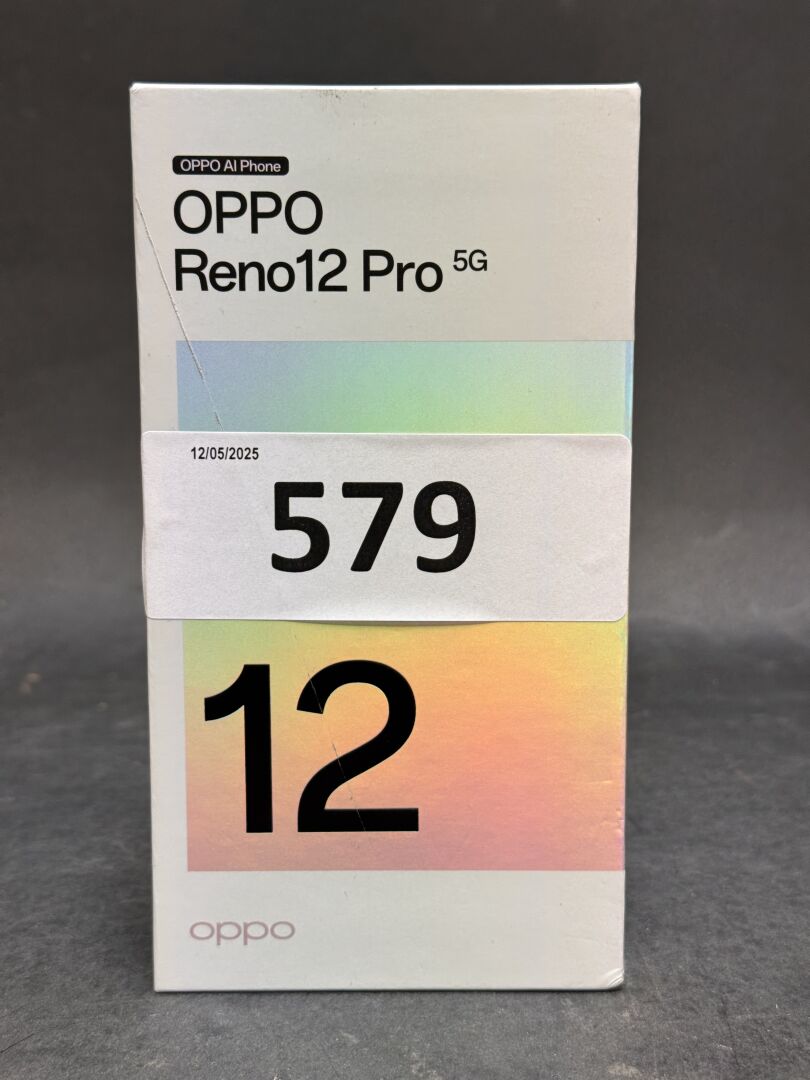 OPPO AI Phone
OPPO
Reno12 Pro 5G
12/05/2025
579
12
oppo